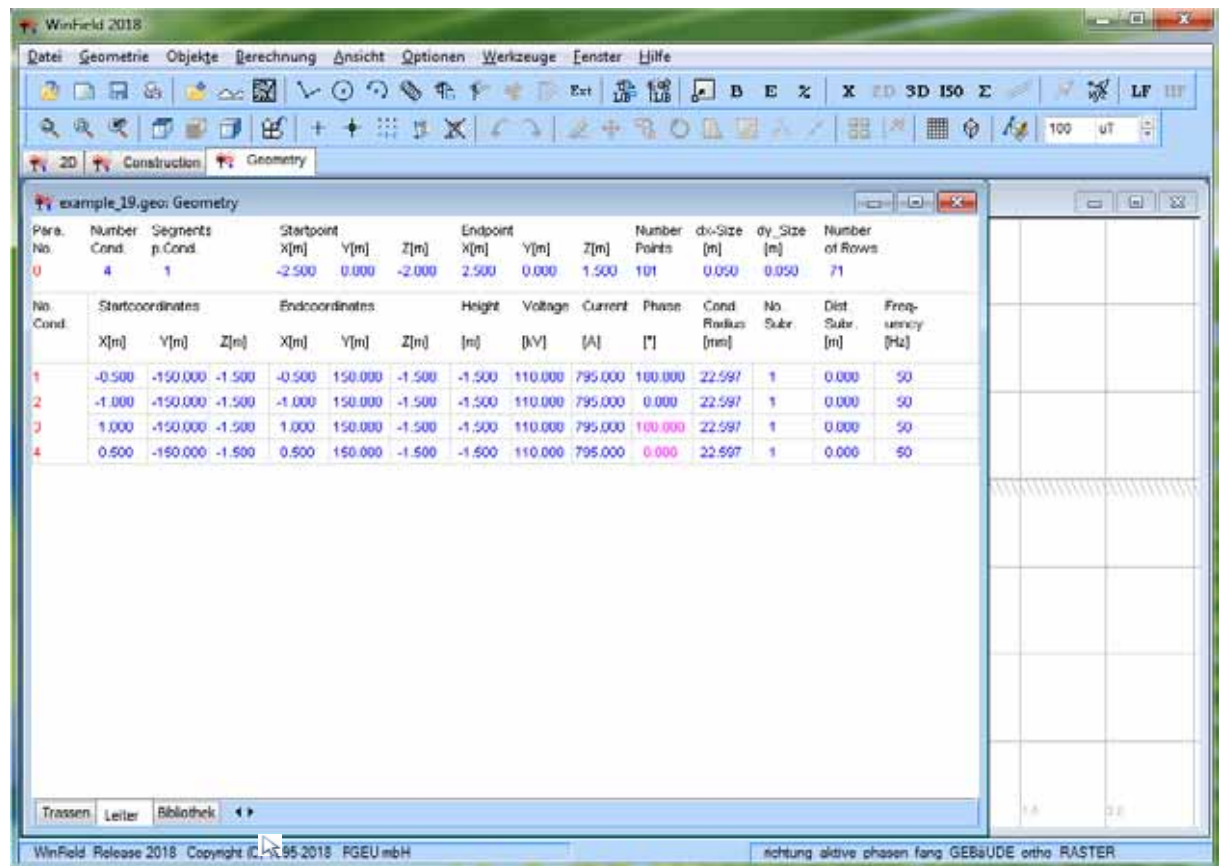 WinField 2018
Datei Geometrie Objekte Berechnung Ansicht Optionen Werkzeuge Fenster Hilfe
Ext B E X 3D ISO Σ LF HF
100 uT
2D Construction Geometry
example_19.geo: Geometry
Para. Number Segments Startpoint Endpoint Number dx-Size dy_Size Number
No. Cond. p.Cond. X[m] Y[m] Z[m] X[m] Y[m] Z[m] Points [m] [m] of Rows
0 4 1 -2.500 0.000 -2.000 2.500 0.000 1.500 101 0.050 0.050 71
No. Startcoordinates Endcoordinates Height Voltage Current Phase Cond. No. Dist. Freq-
Cond. Radius Subr. Subr. uency
X[m] Y[m] Z[m] X[m] Y[m] Z[m] [m] [kV] [A] [°] [mm] [m] [Hz]
1 -0.500 -150.000 -1.500 -0.500 150.000 -1.500 -1.500 110.000 795.000 180.000 22.597 1 0.000 50
2 -1.000 -150.000 -1.500 -1.000 150.000 -1.500 -1.500 110.000 795.000 0.000 22.597 1 0.000 50
3 1.000 -150.000 -1.500 1.000 150.000 -1.500 -1.500 110.000 795.000 180.000 22.597 1 0.000 50
4 0.500 -150.000 -1.500 0.500 150.000 -1.500 -1.500 110.000 795.000 0.000 22.597 1 0.000 50
Trassen Leiter Bibliothek
WinField Release 2018 Copyright 95-2018 FGEU mbH
richtung aktive phasen fang GEBäUDE ortho RASTER